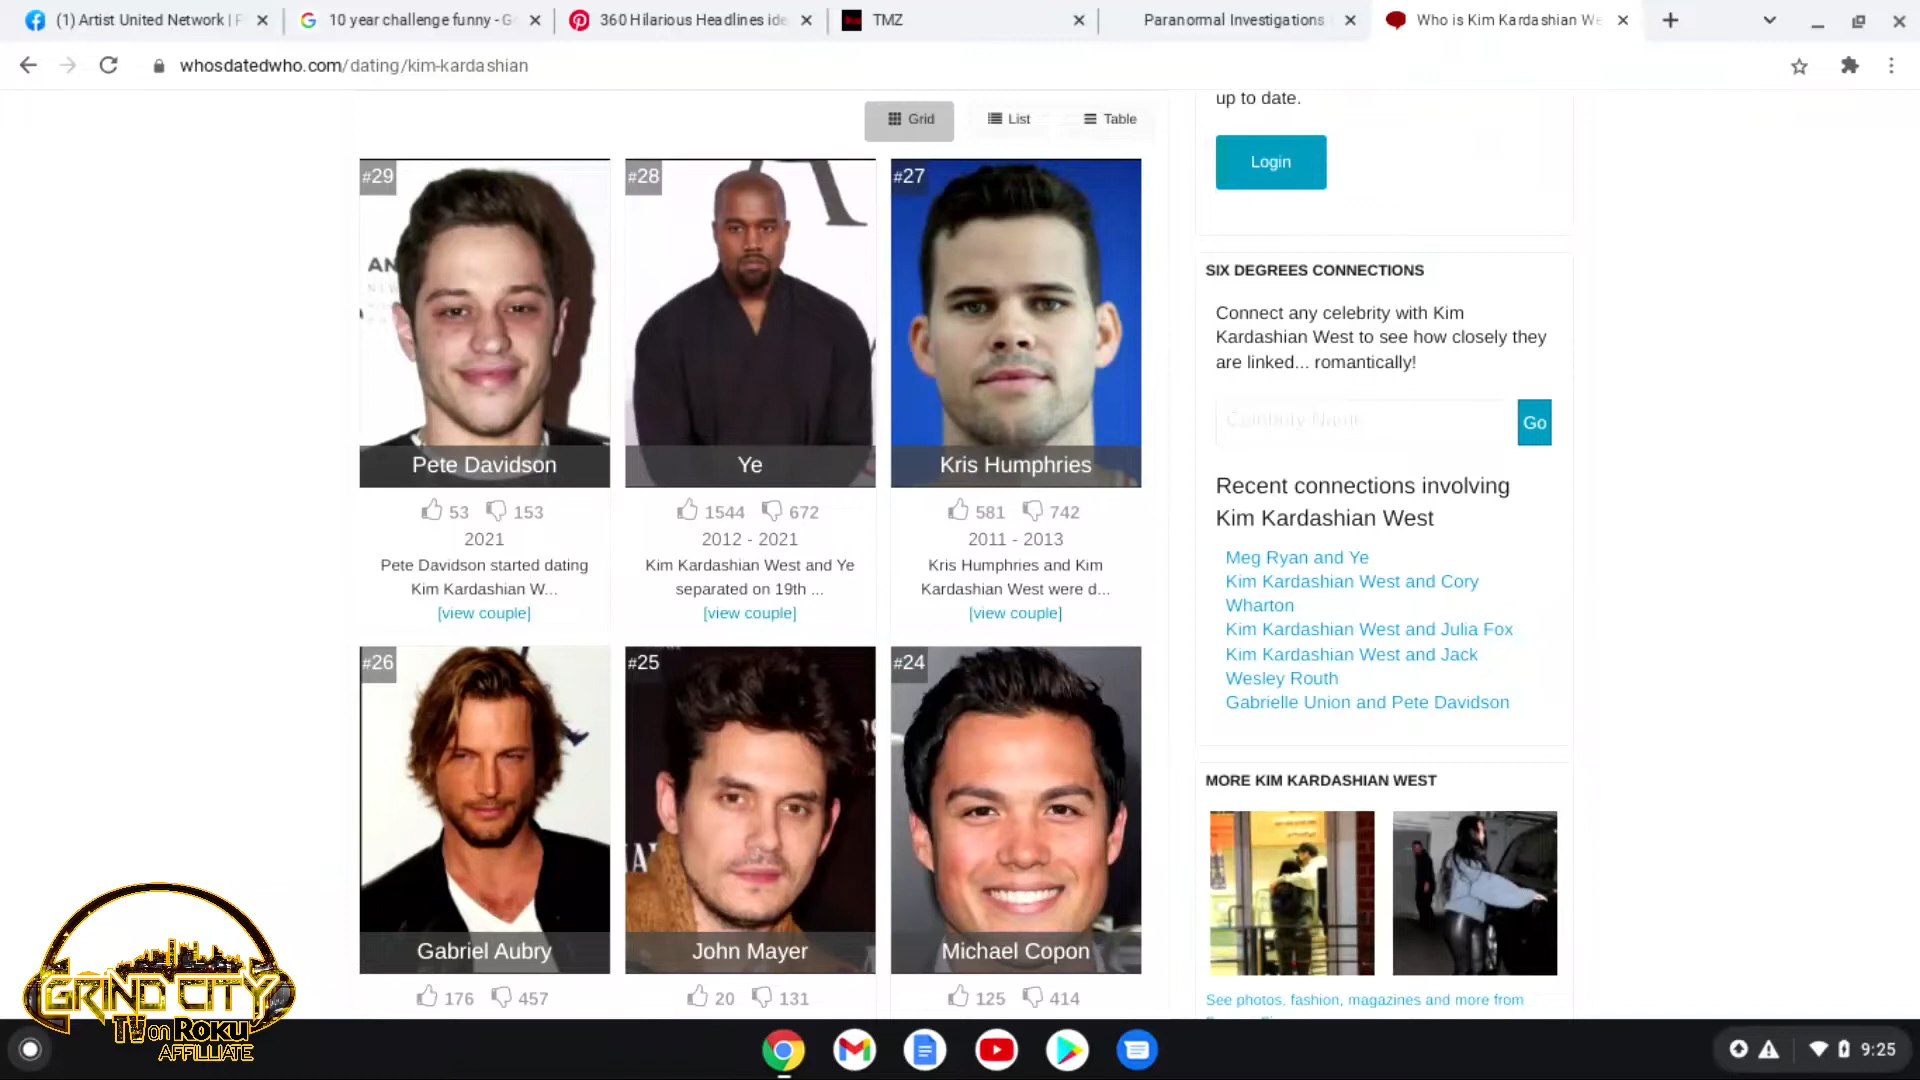 (1) Artist United Network | F
10 year challenge funny - G
360 Hilarious Headlines ide
TMZ
Paranormal Investigations
Who is Kim Kardashian We
whosdatedwho.com/dating/kim-kardashian
Grid
List
Table
#29
Pete Davidson
53 153
2021
Pete Davidson started dating
Kim Kardashian W...
[view couple]
#28
Ye
1544 672
2012 - 2021
Kim Kardashian West and Ye
separated on 19th ...
[view couple]
#27
Kris Humphries
581 742
2011 - 2013
Kris Humphries and Kim
Kardashian West were d...
[view couple]
#26
Gabriel Aubry
176 457
#25
John Mayer
20 131
#24
Michael Copon
125 414
up to date.
Login
SIX DEGREES CONNECTIONS
Connect any celebrity with Kim
Kardashian West to see how closely they
are linked... romantically!
Celebrity Name
Go
Recent connections involving
Kim Kardashian West
Meg Ryan and Ye
Kim Kardashian West and Cory
Wharton
Kim Kardashian West and Julia Fox
Kim Kardashian West and Jack
Wesley Routh
Gabrielle Union and Pete Davidson
MORE KIM KARDASHIAN WEST
See photos, fashion, magazines and more from
GRIND CITY
TV on ROKU
AFFILLIATE
9:25